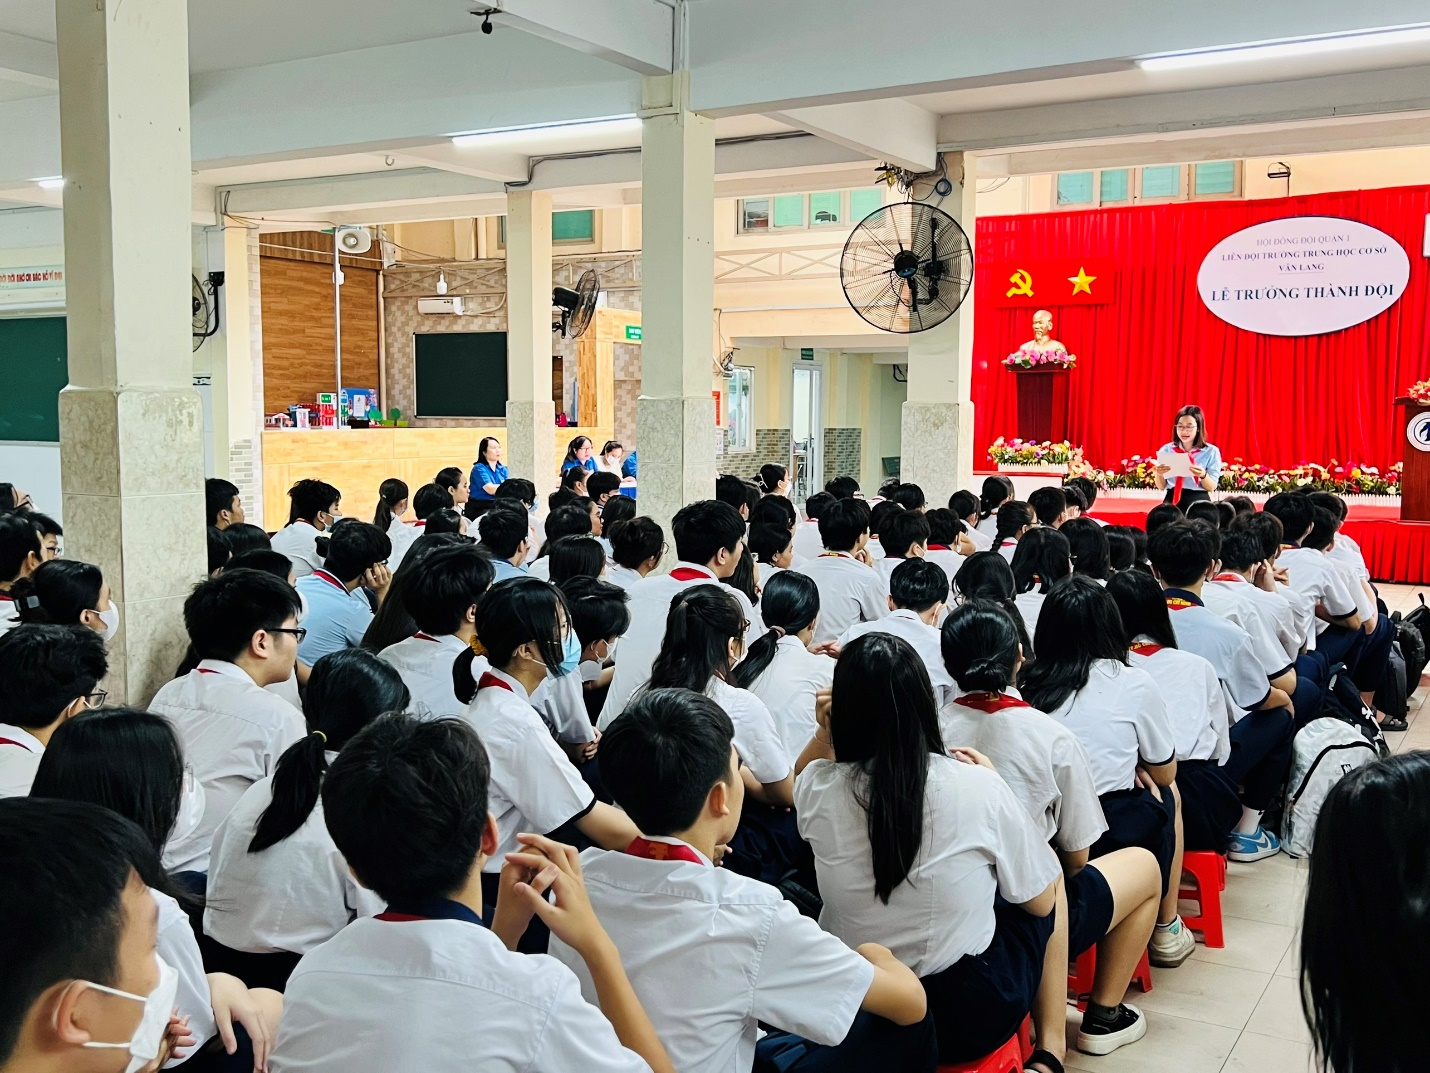 HỘI ĐỒNG ĐỘI QUẬN 1
LIÊN ĐỘI TRƯỜNG TRUNG HỌC CƠ SỞ
VĂN LANG
LỄ TRƯỞNG THÀNH ĐỘI